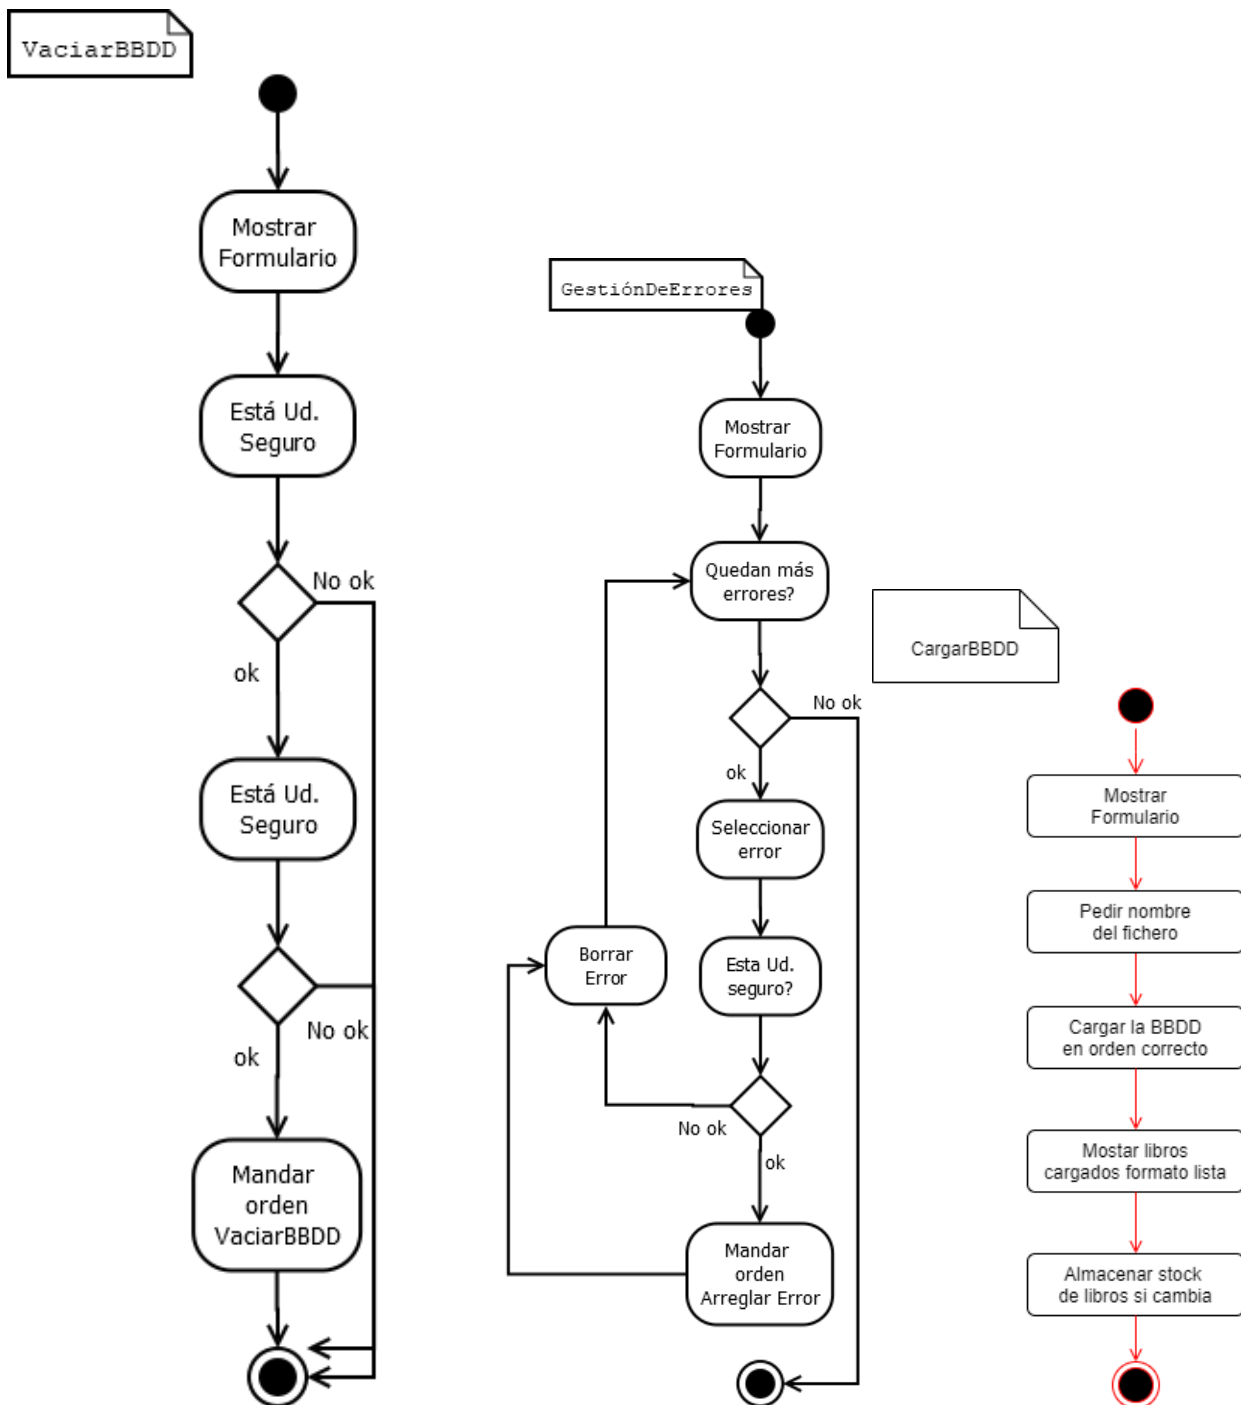 VaciarBBDD
Mostrar
Formulario
Está Ud.
Seguro
No ok
ok
Está Ud.
Seguro
No ok
ok
Mandar
orden
VaciarBBDD
GestiónDeErrores
Mostrar
Formulario
Quedan más
errores?
No ok
ok
Seleccionar
error
Borrar
Error
Esta Ud.
seguro?
No ok
ok
Mandar
orden
Arreglar Error
CargarBBDD
Mostrar
Formulario
Pedir nombre
del fichero
Cargar la BBDD
en orden correcto
Mostar libros
cargados formato lista
Almacenar stock
de libros si cambia